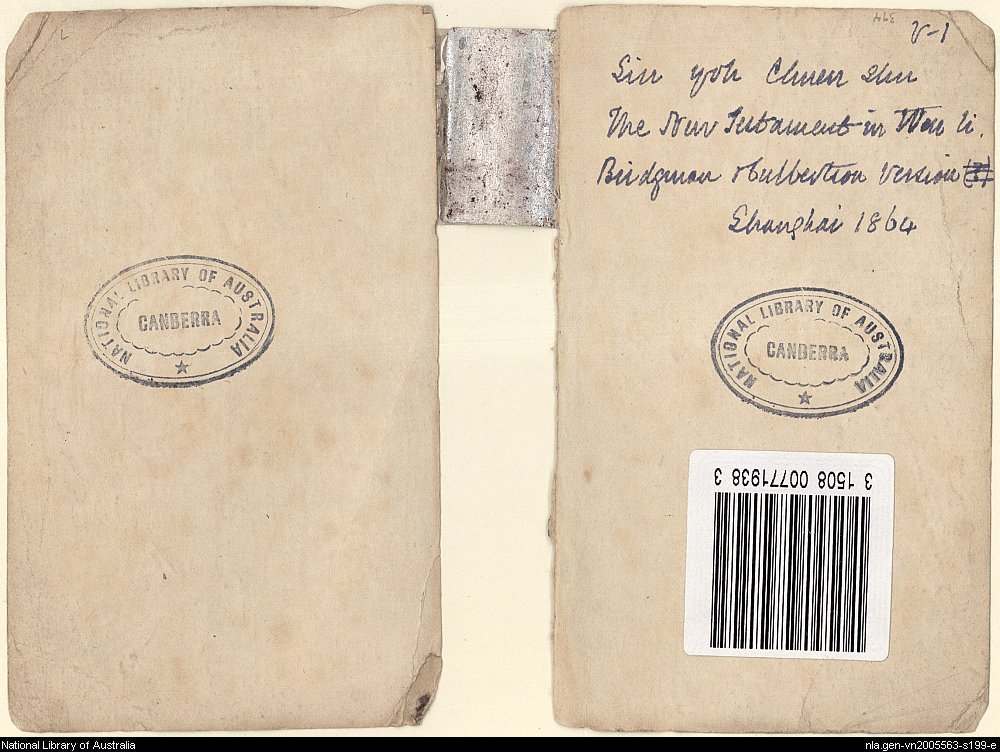 NATIONAL LIBRARY OF AUSTRALIA
CANBERRA
394
V-1
Sin yoh Chuen Shu
The New Testament in Wen li.
Bridgman & Culbertson Version
Shanghai 1864
NATIONAL LIBRARY OF AUSTRALIA
CANBERRA
3 1508 00771938 3
National Library of Australia
nla.gen-vn2005563-s199-e